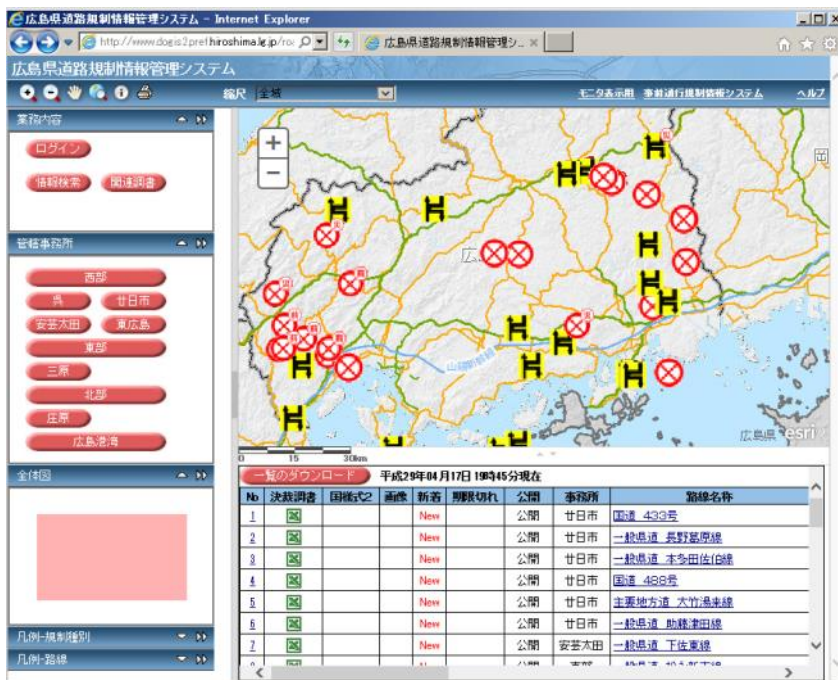 広島県道路規制情報管理システム - Internet Explorer
http://www.dogis2.pref.hiroshima.lg.jp/ro
広島県道路規制情報管理シ...
広島県道路規制情報管理システム
縮尺 全域 モニタ表示用 事前通行規制情報システム ヘルプ
業務内容
ログイン
情報検索 関連調書
管轄事務所
西部
呉 廿日市
安芸太田 東広島
東部
三原
北部
庄原
広島港湾
全体図
凡例-規制種別
凡例-路線
+
−
広
山陽新幹線
広島県 esri
0 15 30km
一覧のダウンロード 平成29年04月17日 19時45分現在
No 決裁調書 国様式2 画像 新着 期限切れ 公開 事務所 路線名称
1 New 公開 廿日市 国道 433号
2 New 公開 廿日市 一般県道 長野葛原線
3 New 公開 廿日市 一般県道 本多田佐伯線
4 New 公開 廿日市 国道 488号
5 New 公開 廿日市 主要地方道 大竹湯来線
6 New 公開 廿日市 一般県道 助藤津田線
7 New 公開 安芸太田 一般県道 下佐東線